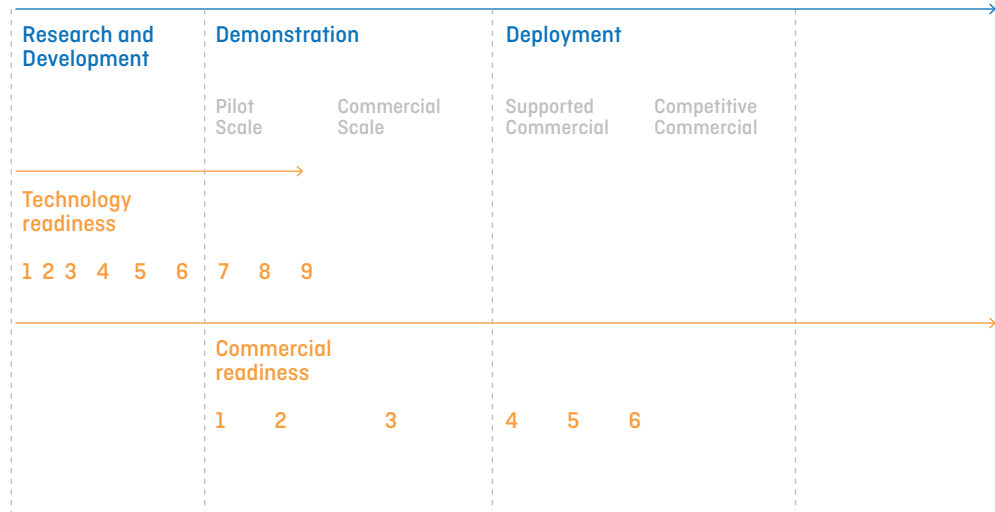 Research and Development
Demonstration
Deployment
Pilot Scale
Commercial Scale
Supported Commercial
Competitive Commercial
Technology readiness
1 2 3 4 5 6 7 8 9
Commercial readiness
1 2 3 4 5 6